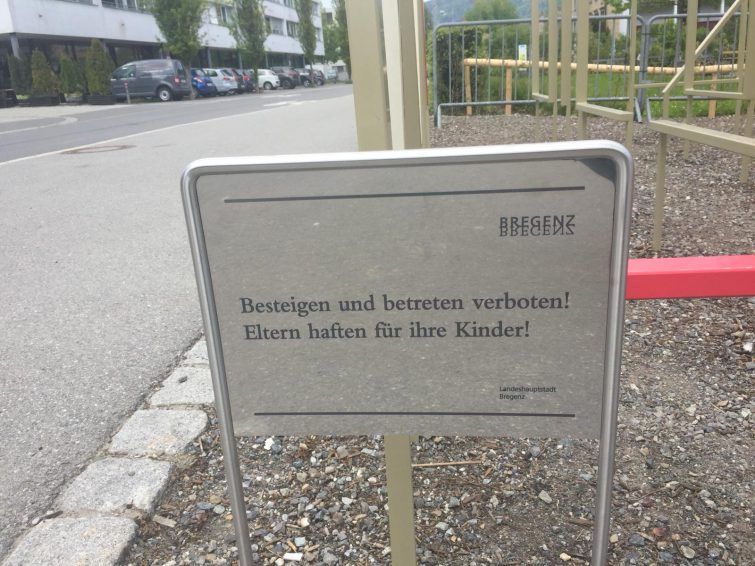 BREGENZ
Besteigen und betreten verboten!
Eltern haften für ihre Kinder!
Landeshauptstadt
Bregenz